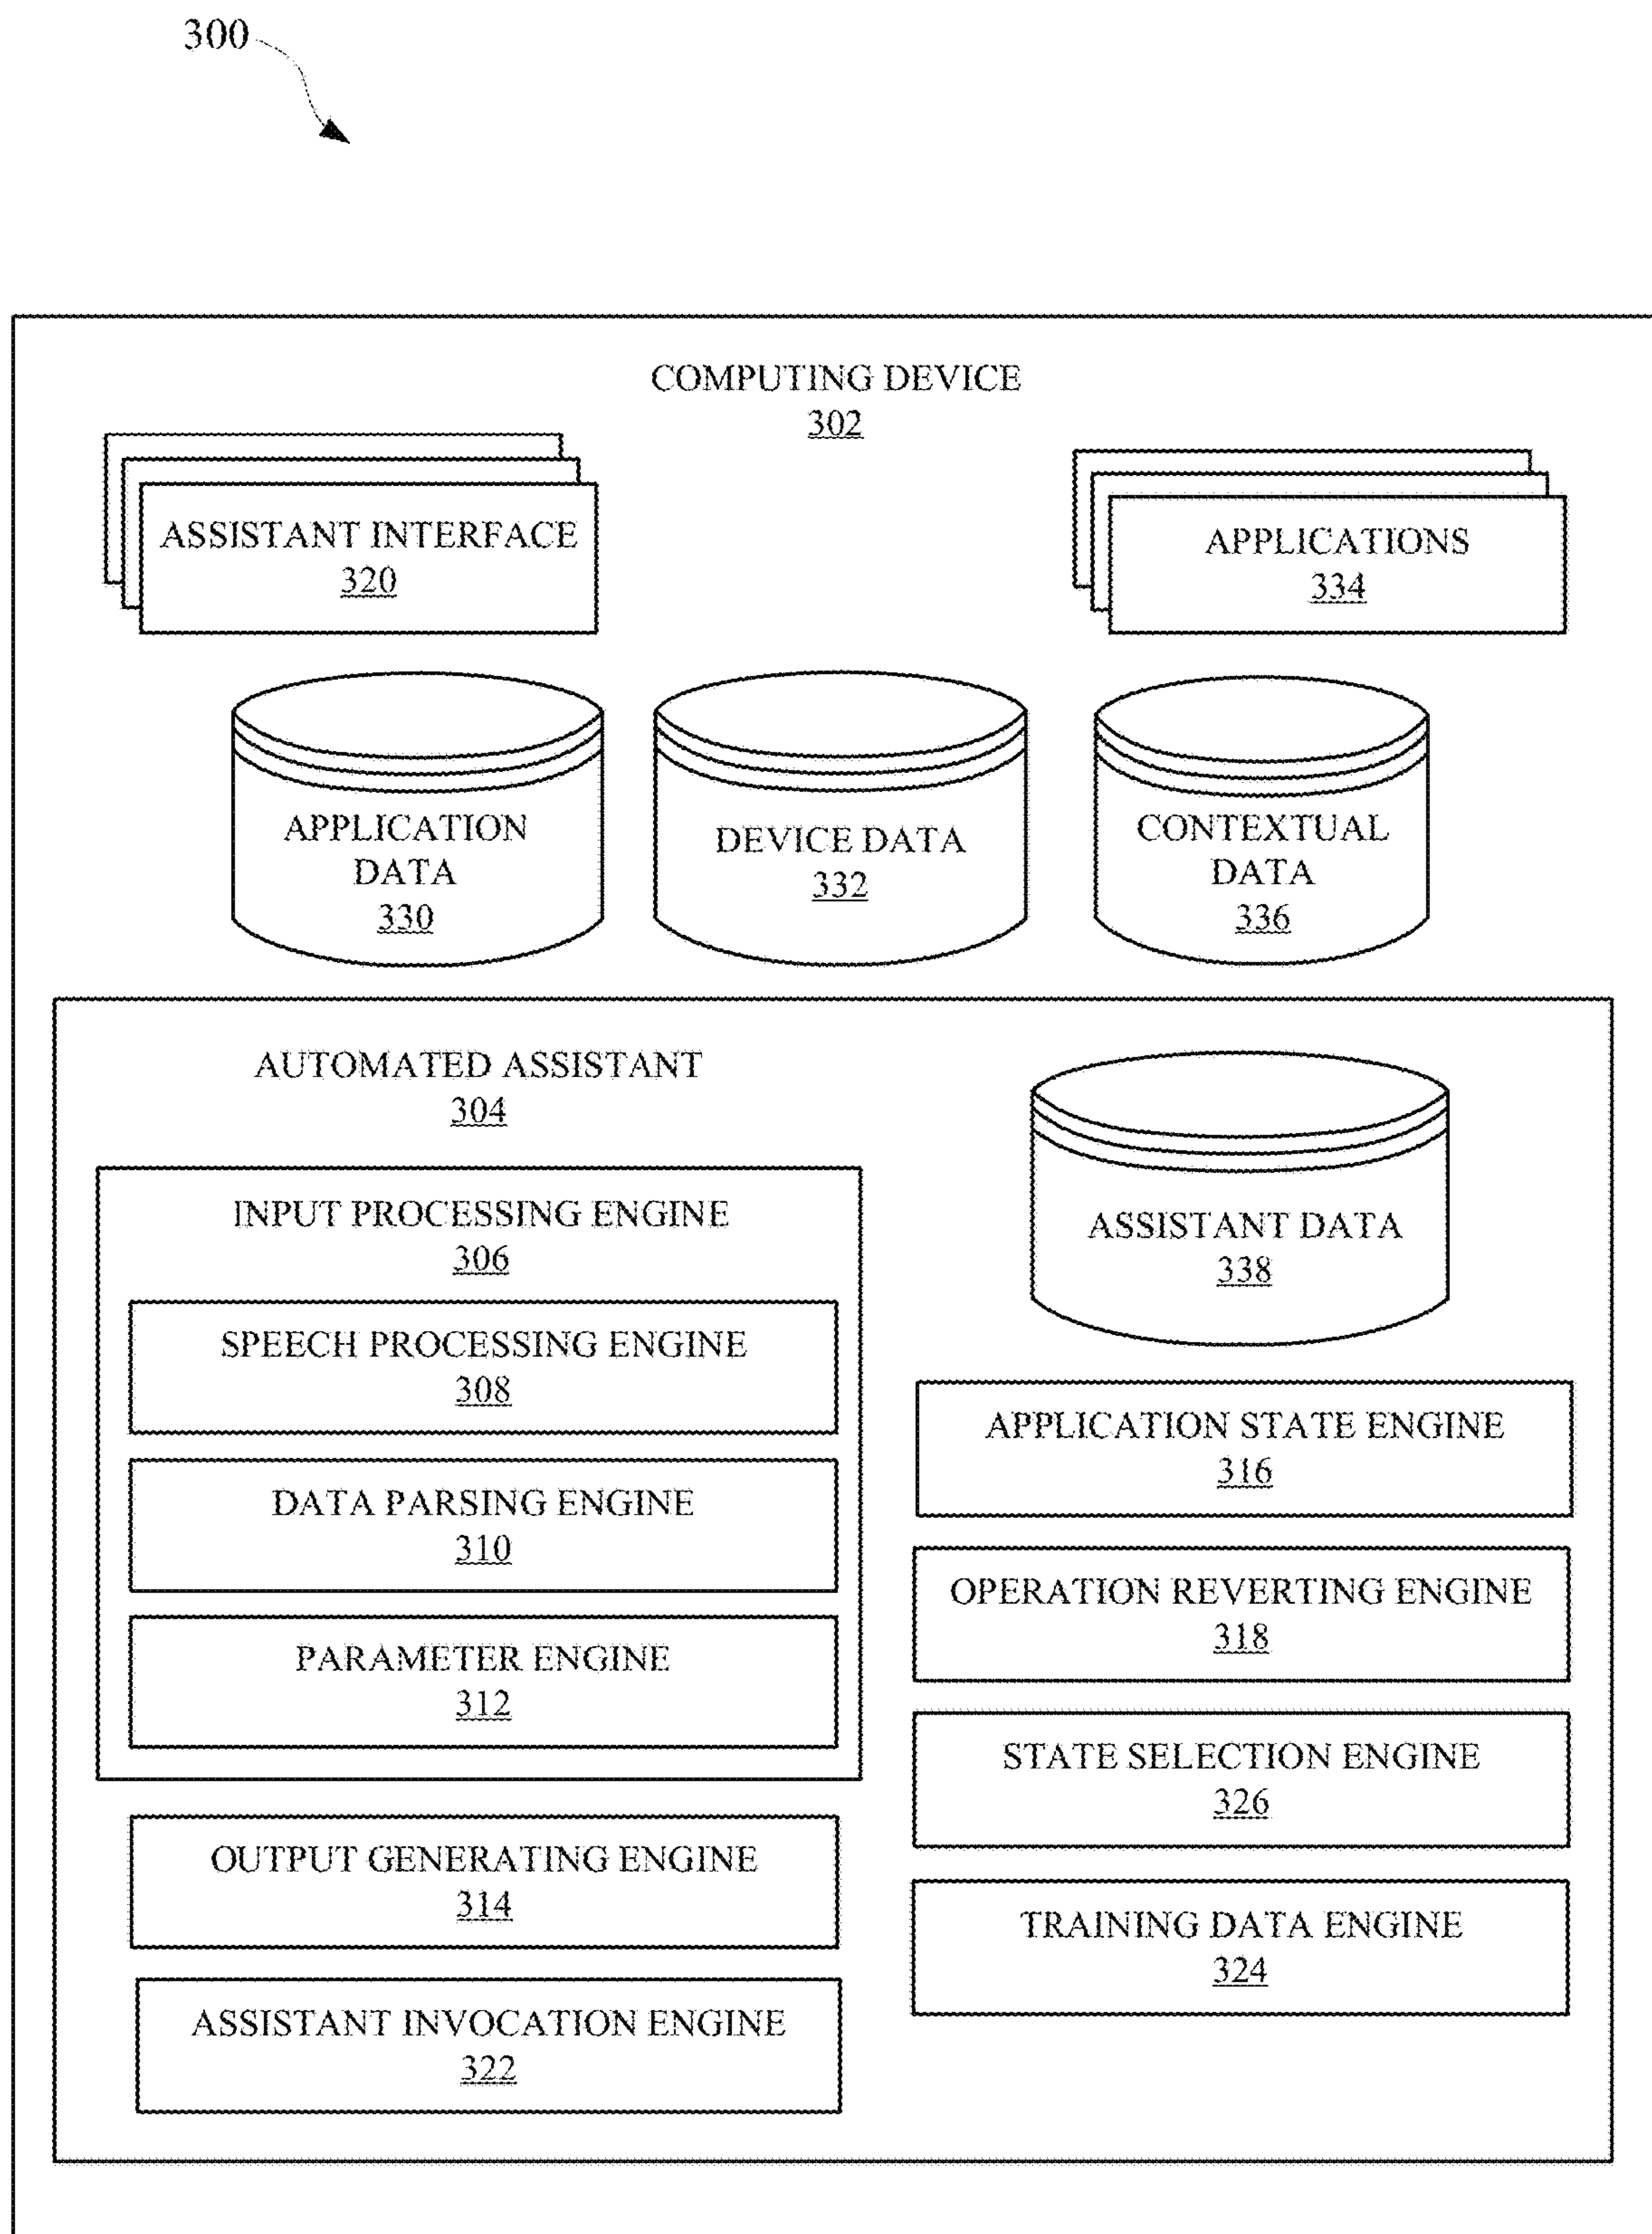 300
COMPUTING DEVICE
302
ASSISTANT INTERFACE
320
APPLICATIONS
334
APPLICATION
DATA
330
DEVICE DATA
332
CONTEXTUAL
DATA
336
AUTOMATED ASSISTANT
304
INPUT PROCESSING ENGINE
306
SPEECH PROCESSING ENGINE
308
DATA PARSING ENGINE
310
PARAMETER ENGINE
312
OUTPUT GENERATING ENGINE
314
ASSISTANT INVOCATION ENGINE
322
ASSISTANT DATA
338
APPLICATION STATE ENGINE
316
OPERATION REVERTING ENGINE
318
STATE SELECTION ENGINE
326
TRAINING DATA ENGINE
324